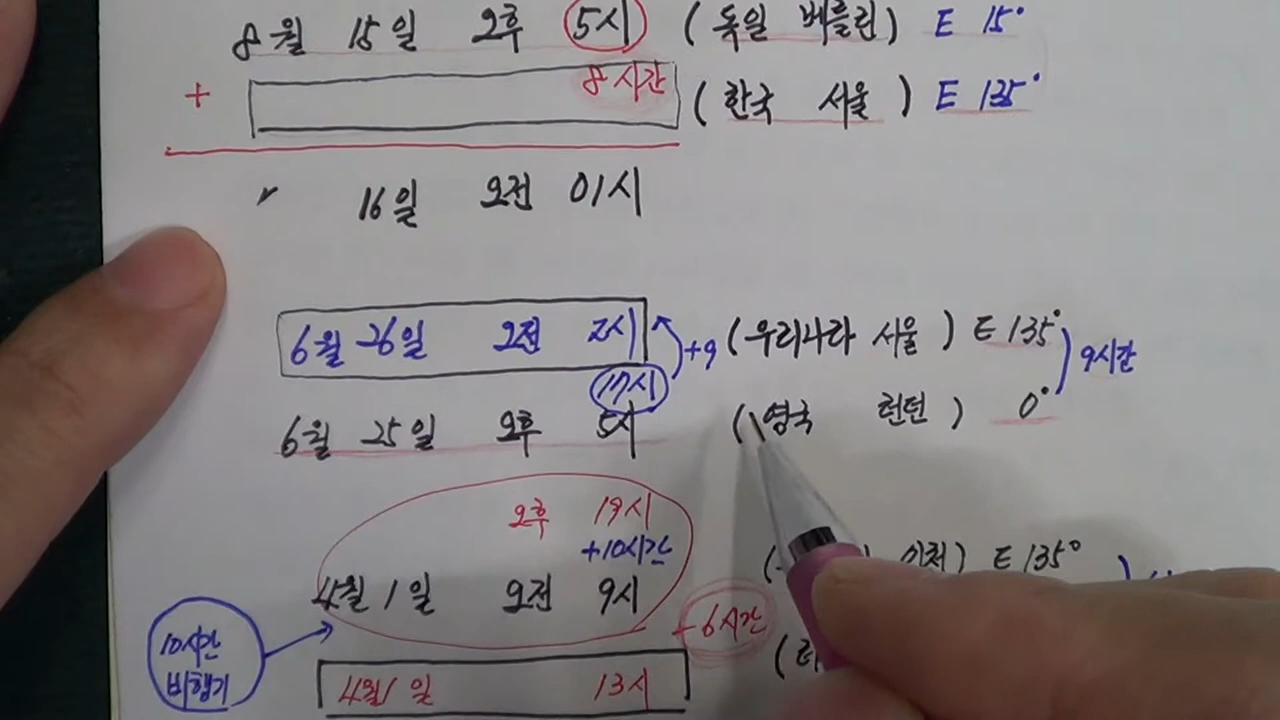 8월 15일 오후 5시 (독일 베를린) E 15°
+ 8시간 (한국 서울) E 135°
〃 16일 오전 01시
6월 26일 오전 2시 +9 (우리나라 서울) E 135° 9시간
17시
6월 25일 오후 5시 (영국 런던) 0°
오후 19시
+10시간 E 135°
4월 1일 오전 9시
-6시간
10시간
비행기
4월 1일 13시